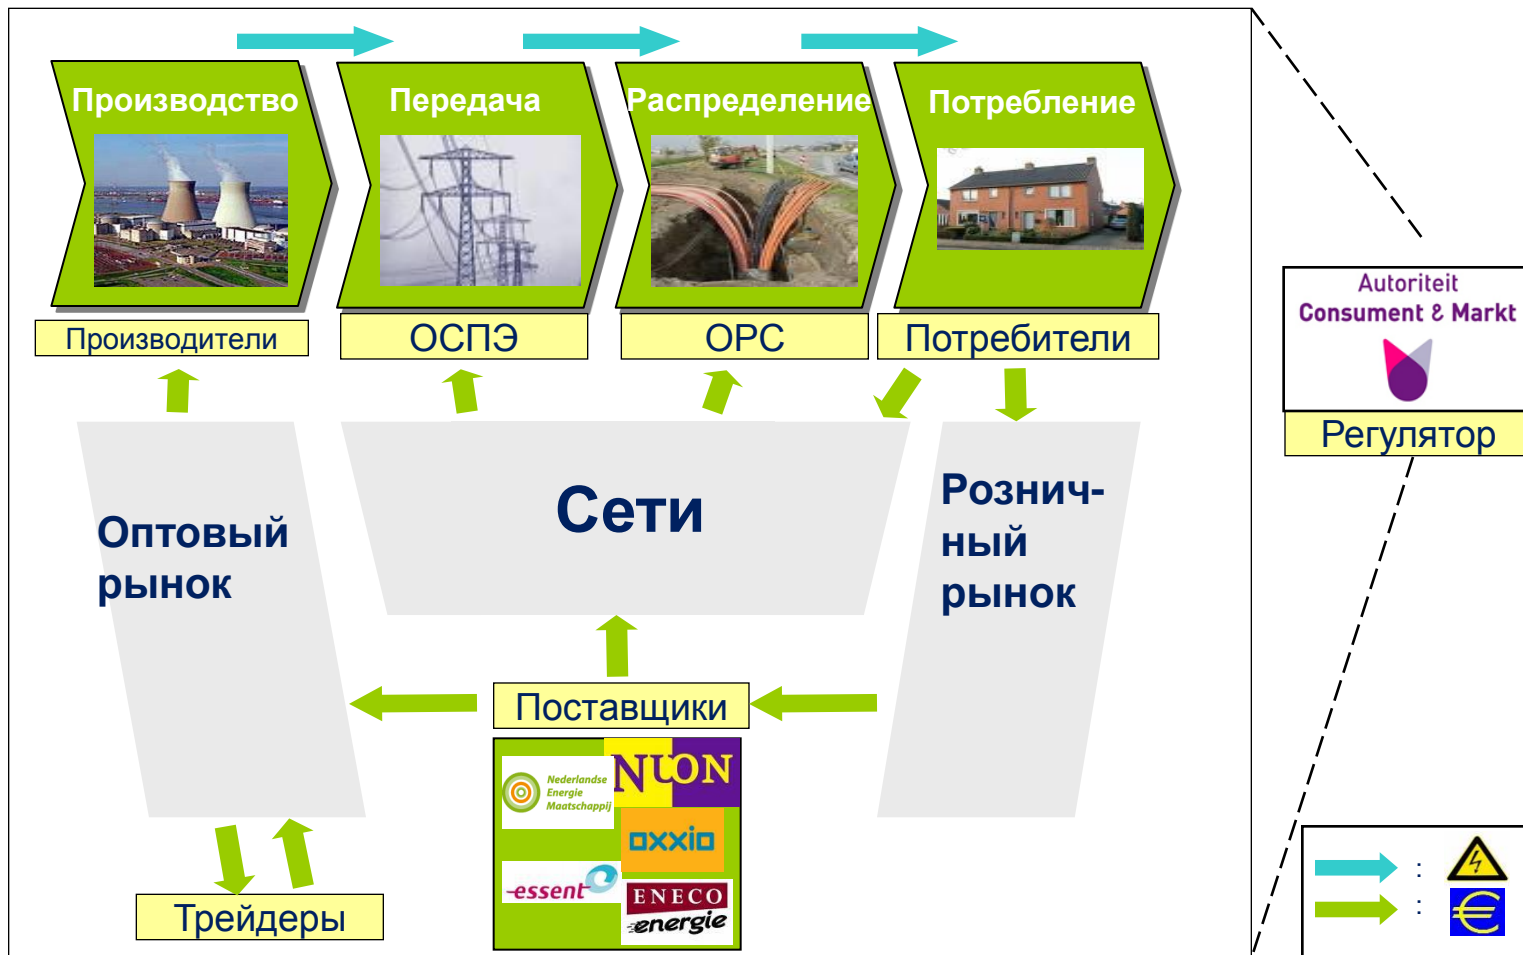 Производство
Передача
Распределение
Потребление
Производители
ОСПЭ
ОРС
Потребители
Autoriteit
Consument & Markt
Регулятор
Оптовый
рынок
Сети
Рознич-
ный
рынок
Поставщики
Nederlandse
Energie
Maatschappij
NUON
oxxio
essent
ENECO
energie
Трейдеры
:
:
€